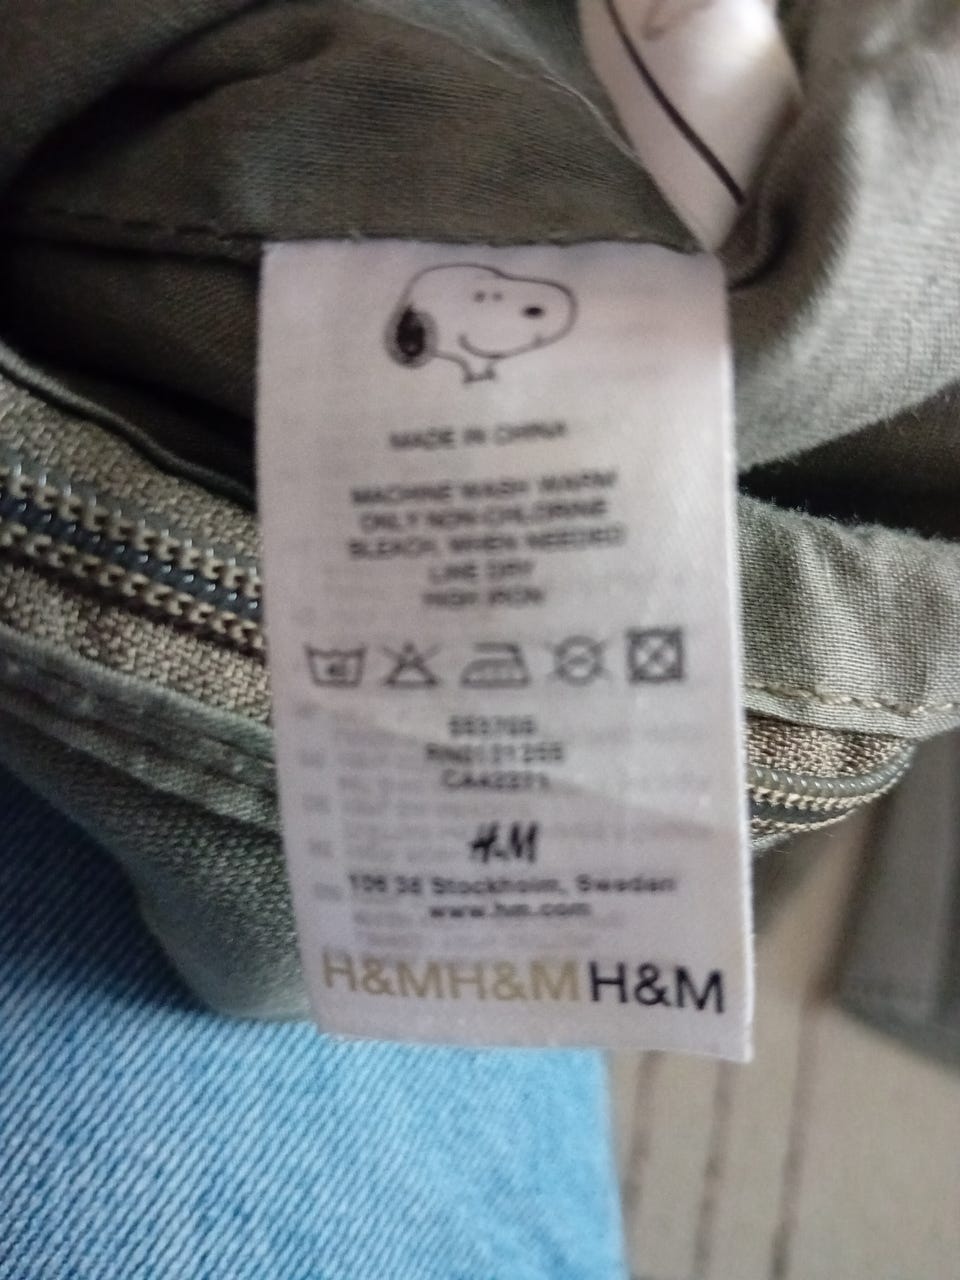 MADE IN CHINA
MACHINE WASH WARM
ONLY NON-CHLORINE
BLEACH, WHEN NEEDED
LINE DRY
HIGH IRON
H&M
106 38 Stockholm, Sweden
www.hm.com
H&MH&MH&M